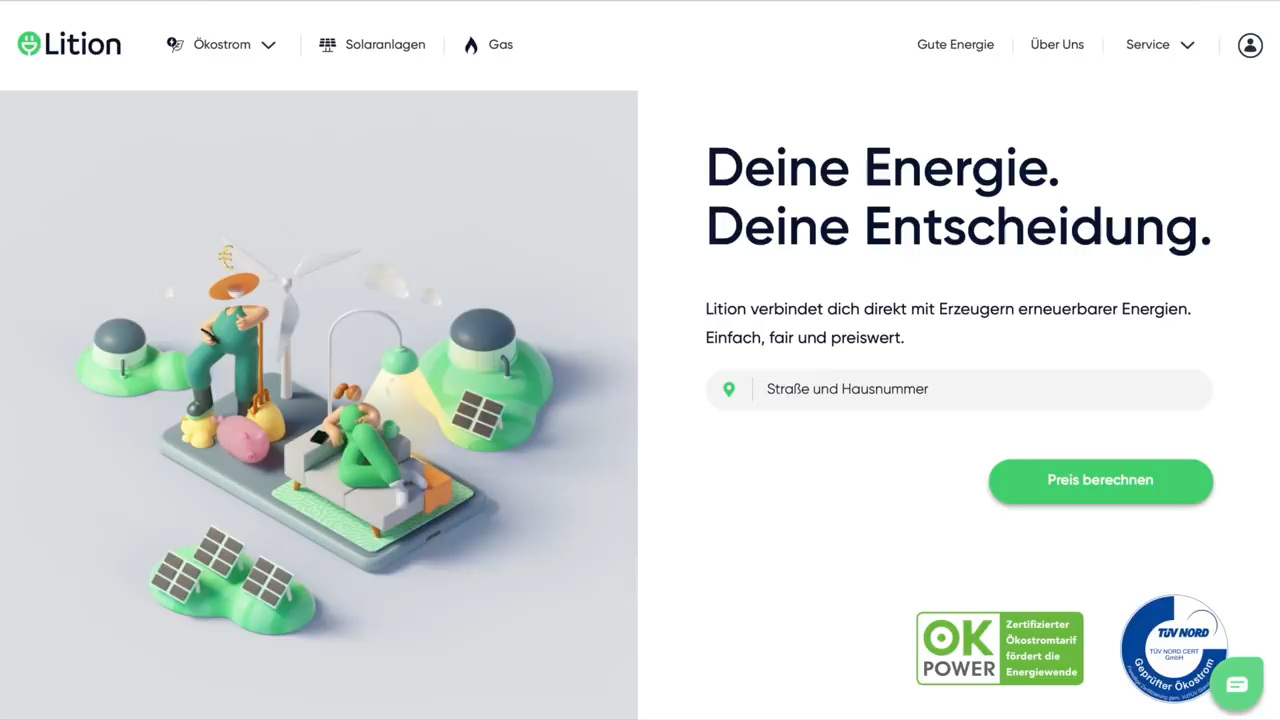 Lition
Ökostrom
Solaranlagen
Gas
Gute Energie
Über Uns
Service
Deine Energie.
Deine Entscheidung.
Lition verbindet dich direkt mit Erzeugern erneuerbarer Energien.
Einfach, fair und preiswert.
Straße und Hausnummer
Preis berechnen
OK
POWER
Zertifizierter
Ökostromtarif
fördert die
Energiewende
TÜV NORD
TÜV NORD CERT
GmbH
Geprüfter Ökostrom